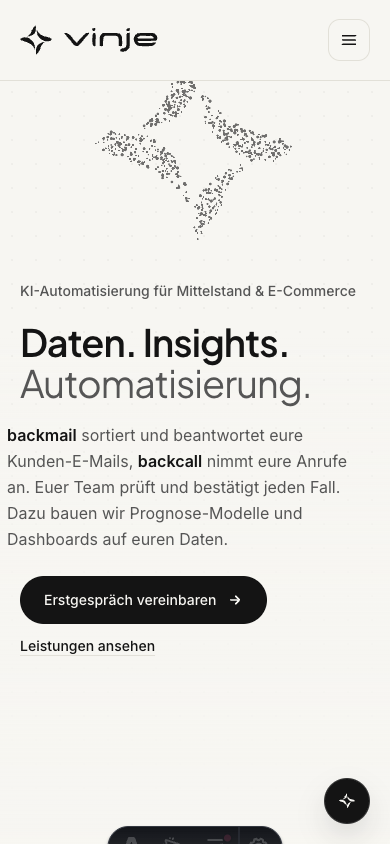 vinje
KI-Automatisierung für Mittelstand & E-Commerce
Daten. Insights.
Automatisierung.
backmail sortiert und beantwortet eure
Kunden-E-Mails, backcall nimmt eure Anrufe
an. Euer Team prüft und bestätigt jeden Fall.
Dazu bauen wir Prognose-Modelle und
Dashboards auf euren Daten.
Erstgespräch vereinbaren
Leistungen ansehen